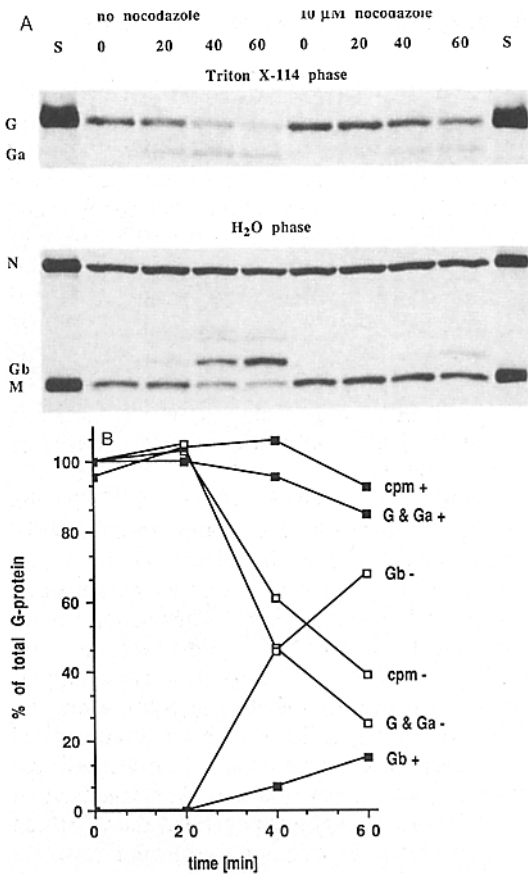 A
no nocodazole 10 µM nocodazole
S 0 20 40 60 0 20 40 60 S
Triton X-114 phase
G
Ga
H₂O phase
N
Gb
M
B
100
80
60
40
20
0
% of total G-protein
cpm +
G & Ga +
Gb -
cpm -
G & Ga -
Gb +
0 20 40 60
time [min]